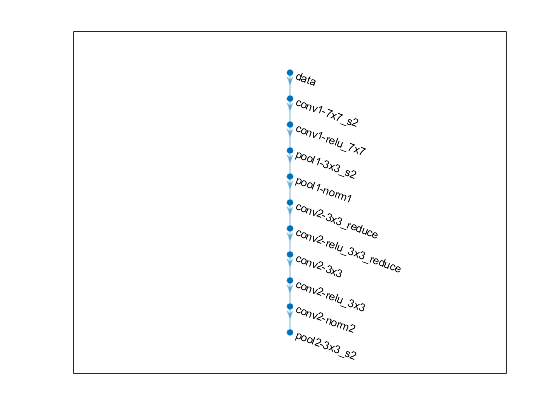 data
conv1-7x7_s2
conv1-relu_7x7
pool1-3x3_s2
pool1-norm1
conv2-3x3_reduce
conv2-relu_3x3_reduce
conv2-3x3
conv2-relu_3x3
conv2-norm2
pool2-3x3_s2